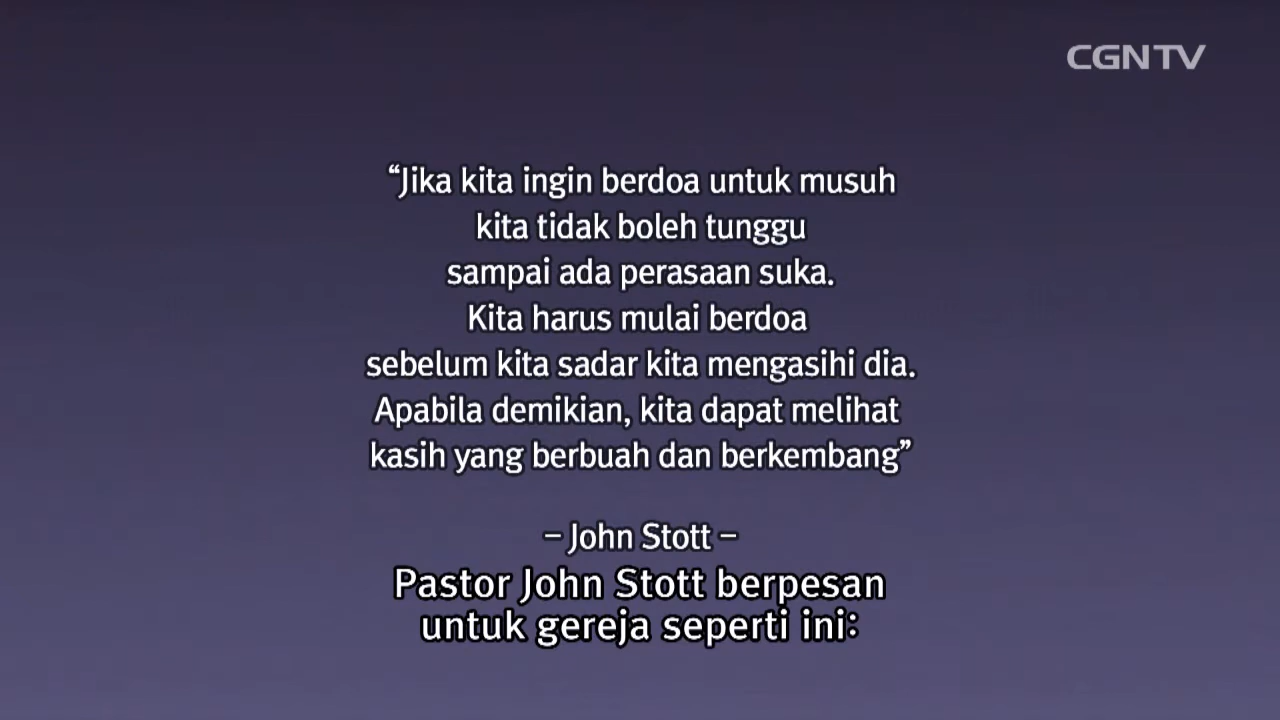 CGNTV
“Jika kita ingin berdoa untuk musuh
kita tidak boleh tunggu
sampai ada perasaan suka.
Kita harus mulai berdoa
sebelum kita sadar kita mengasihi dia.
Apabila demikian, kita dapat melihat
kasih yang berbuah dan berkembang”
– John Stott –
Pastor John Stott berpesan
untuk gereja seperti ini: